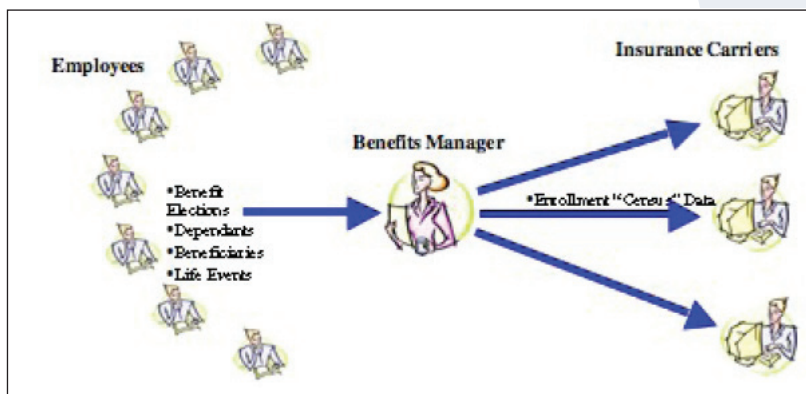 Employees
Insurance Carriers
Benefits Manager
•Benefit
Elections
•Dependants
•Beneficiaries
•Life Events
•Enrollment "Census" Data